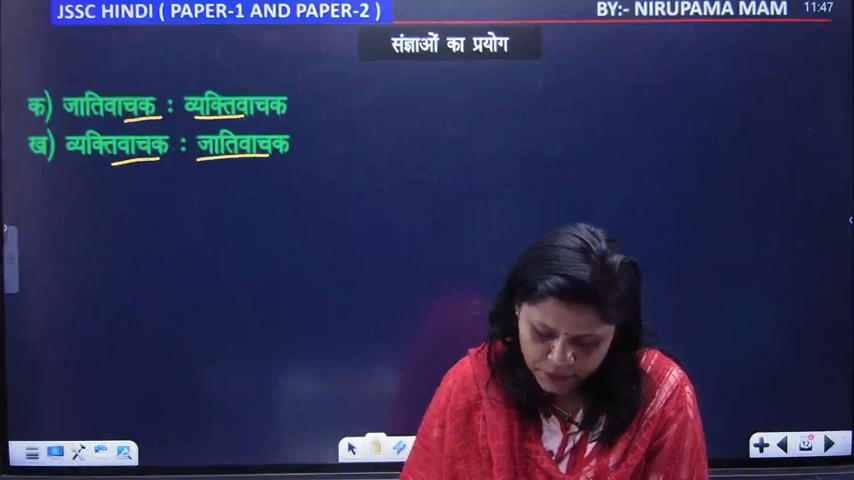 JSSC HINDI ( PAPER-1 AND PAPER-2 )
BY:- NIRUPAMA MAM
11:47
संज्ञाओं का प्रयोग
क) जातिवाचक : व्यक्तिवाचक
ख) व्यक्तिवाचक : जातिवाचक